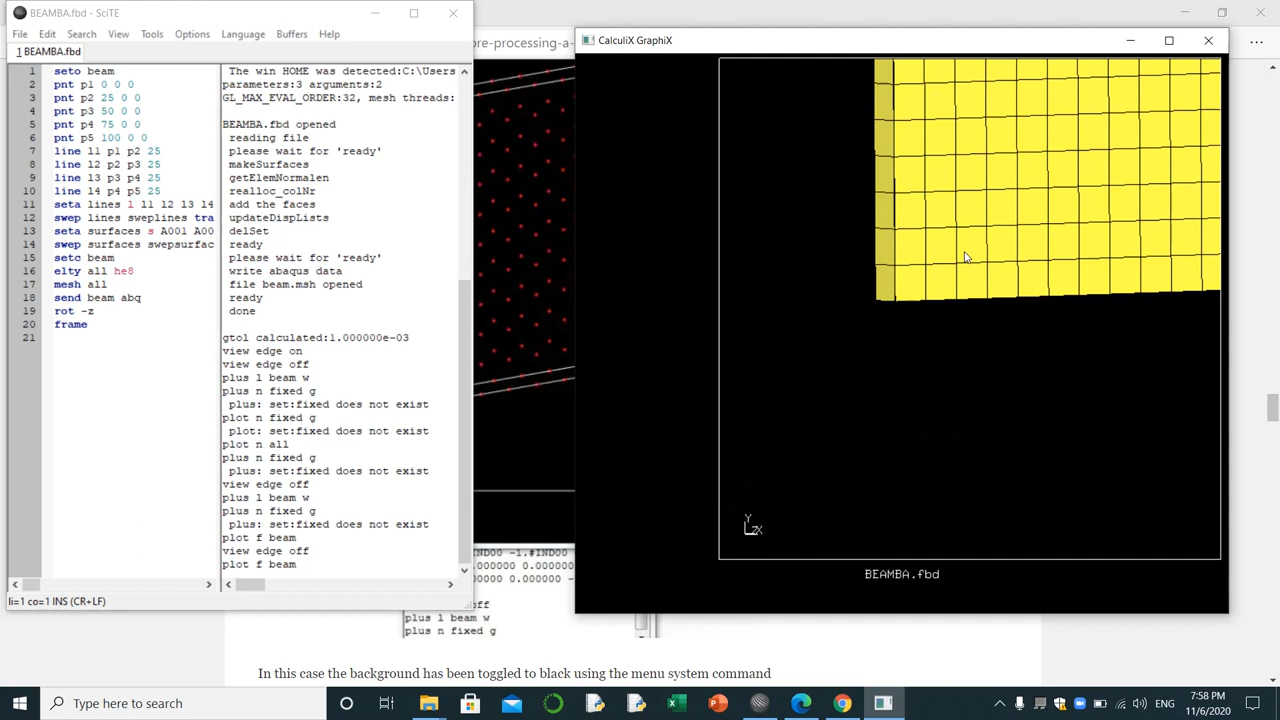 BEAMBA.fbd - SciTE
File Edit Search View Tools Options Language Buffers Help
1 BEAMBA.fbd
1 seto beam
2 pnt p1 0 0 0
3 pnt p2 25 0 0
4 pnt p3 50 0 0
5 pnt p4 75 0 0
6 pnt p5 100 0 0
7 line l1 p1 p2 25
8 line l2 p2 p3 25
9 line l3 p3 p4 25
10 line l4 p4 p5 25
11 seta lines l l1 l2 l3 l4
12 swep lines sweplines tra
13 seta surfaces s A001 A00
14 swep surfaces swepsurfac
15 setc beam
16 elty all he8
17 mesh all
18 send beam abq
19 rot -z
20 frame
21
The win HOME was detected:C:\Users
parameters:3 arguments:2
GL_MAX_EVAL_ORDER:32, mesh threads:
BEAMBA.fbd opened
reading file
please wait for 'ready'
makeSurfaces
getElemNormalen
realloc_colNr
add the faces
updateDispLists
delSet
ready
please wait for 'ready'
write abaqus data
file beam.msh opened
ready
done
gtol calculated:1.000000e-03
view edge on
view edge off
plus l beam w
plus n fixed g
plus: set:fixed does not exist
plot n fixed g
plot: set:fixed does not exist
plot n all
plus n fixed g
plus: set:fixed does not exist
view edge off
plus l beam w
plus n fixed g
plus: set:fixed does not exist
plot f beam
view edge off
plot f beam
li=1 co=1 INS (CR+LF)
re-processing-a-
CalculiX GraphiX
Y
Z X
BEAMBA.fbd
#IND00 -1.#IND00
00000 0.000000 -
00000 0.000000
off
plus l beam w
plus n fixed g
In this case the background has been toggled to black using the menu system command
Type here to search
7:58 PM
11/6/2020